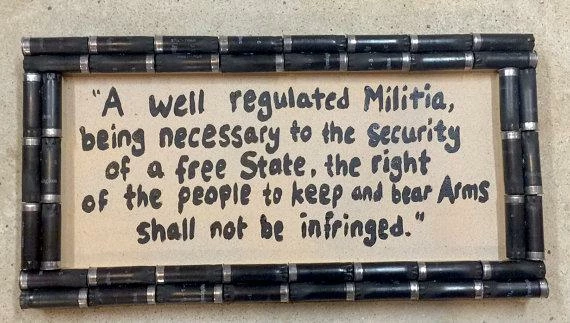 "A well regulated Militia,
being necessary to the security
of a free State, the right
of the people to keep and bear Arms
shall not be infringed."